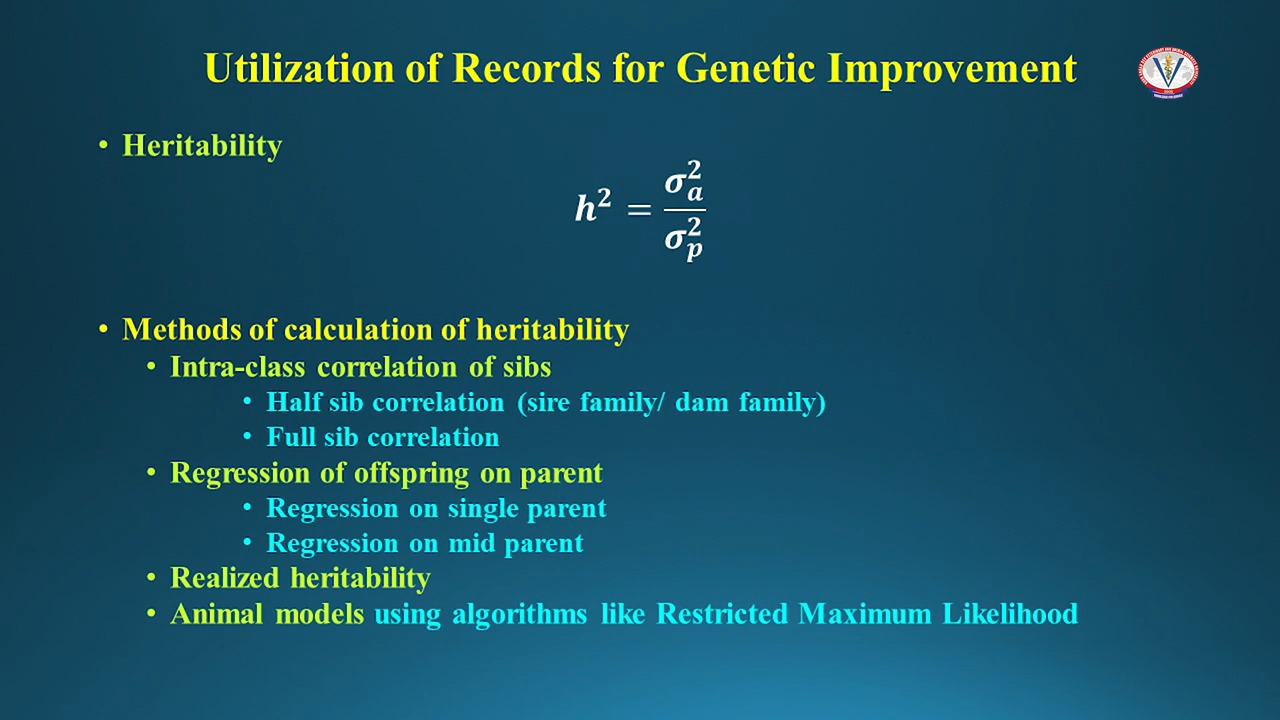 Utilization of Records for Genetic Improvement
• Heritability
h² = σ²ₐ / σ²ₚ
• Methods of calculation of heritability
• Intra-class correlation of sibs
• Half sib correlation (sire family/ dam family)
• Full sib correlation
• Regression of offspring on parent
• Regression on single parent
• Regression on mid parent
• Realized heritability
• Animal models using algorithms like Restricted Maximum Likelihood